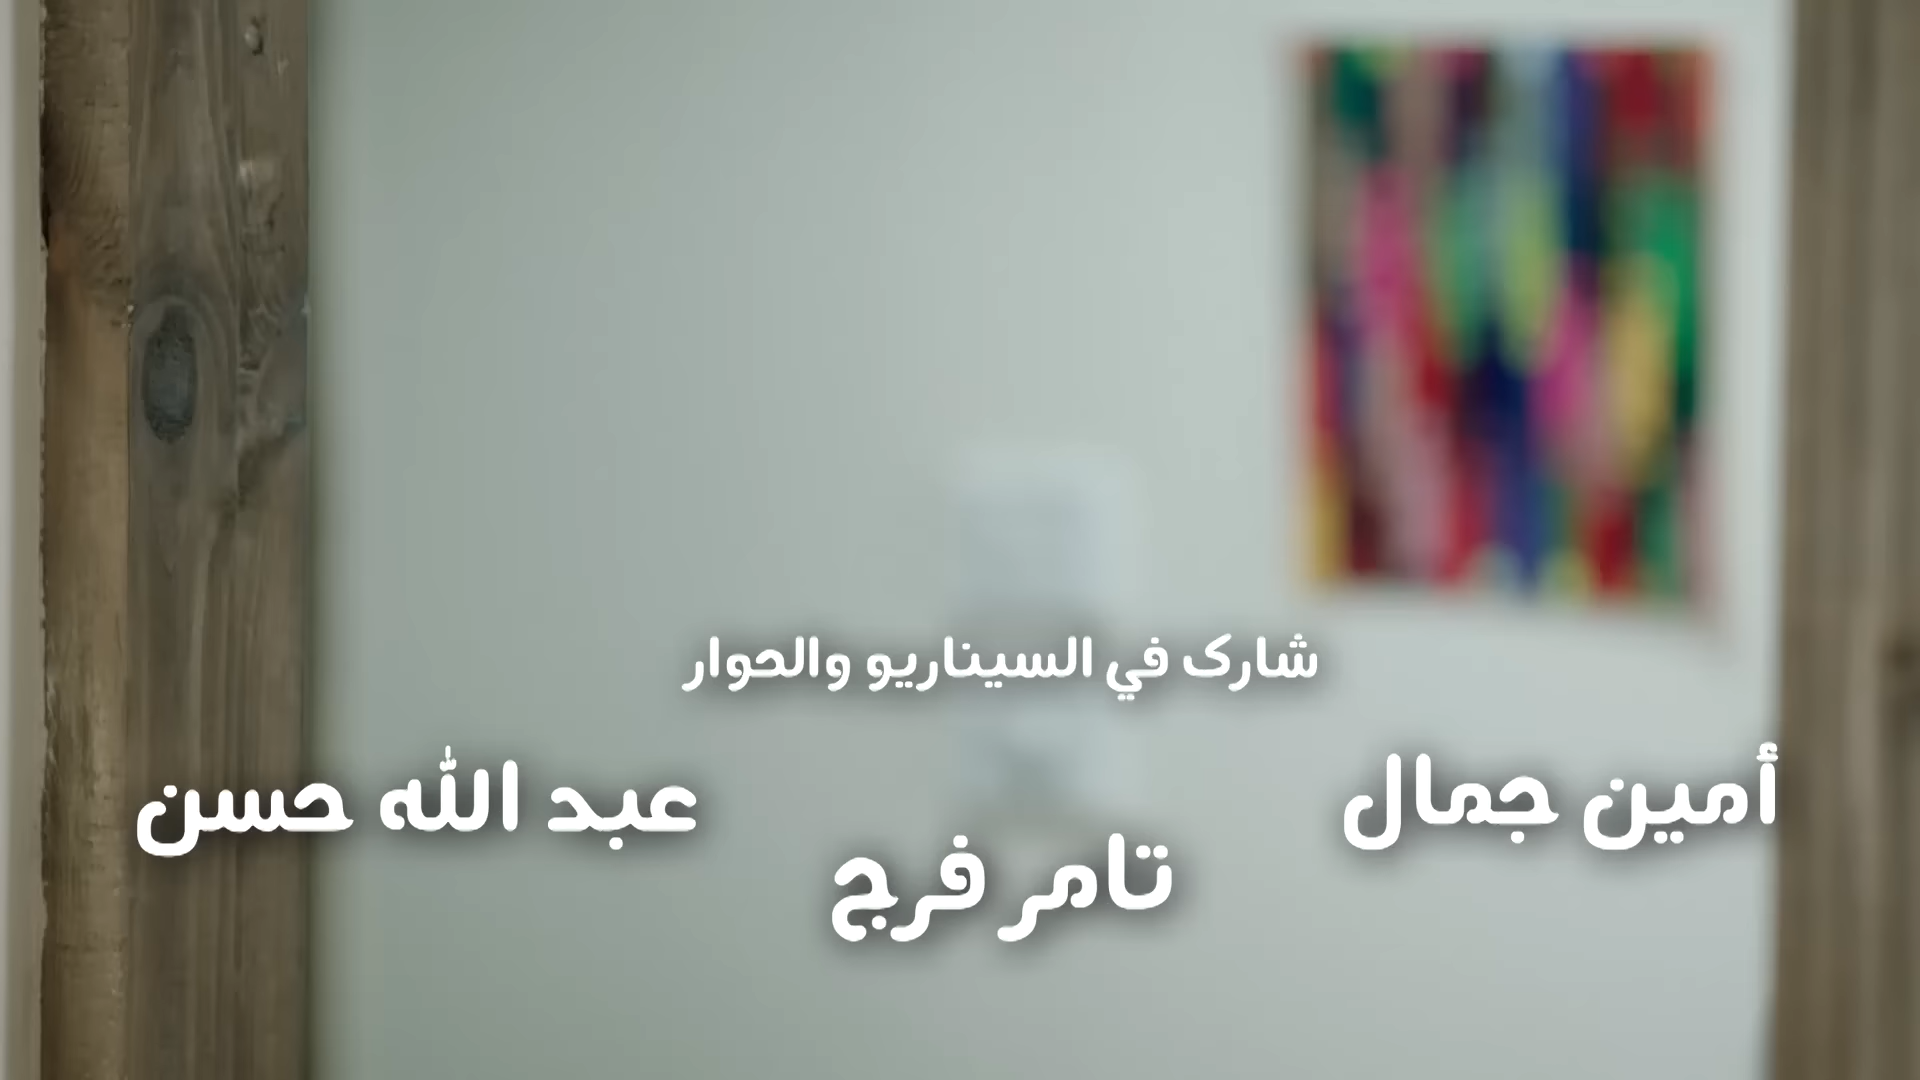 شارك في السيناريو والحوار
أمين جمال
عبد الله حسن
تامر فرج